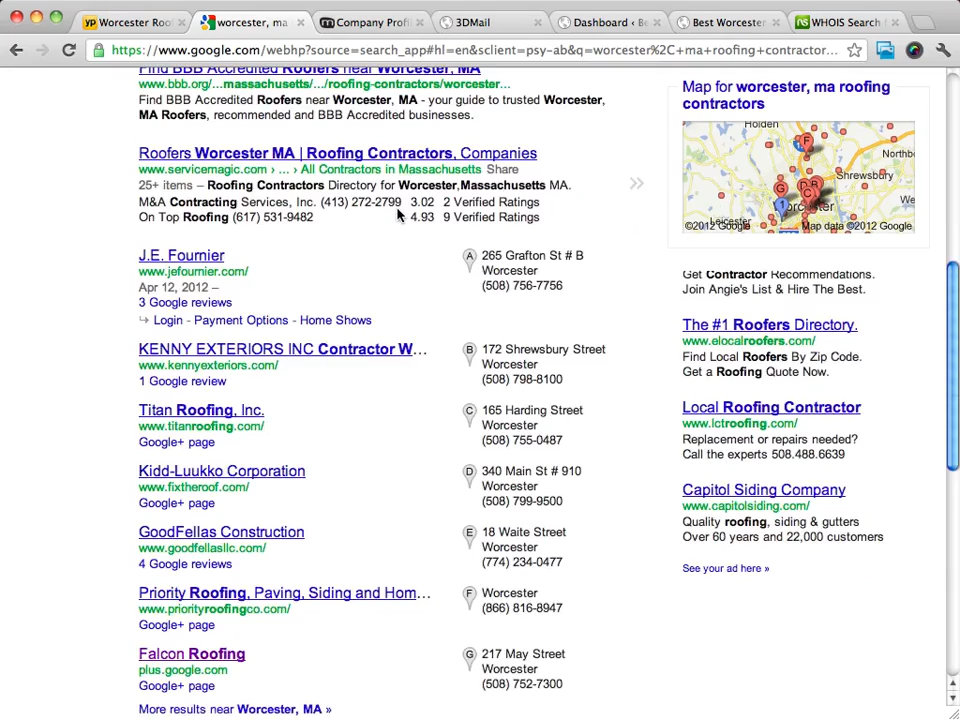 Worcester Roo
worcester, ma
Company Profi
3DMail
Dashboard ‹ Be
Best Worcester
WHOIS Search
https://www.google.com/webhp?source=search_app#hl=en&sclient=psy-ab&q=worcester%2C+ma+roofing+contractor...
Find BBB Accredited Roofers near Worcester, MA
www.bbb.org/...massachusetts/.../roofing-contractors/worcester...
Find BBB Accredited Roofers near Worcester, MA - your guide to trusted Worcester,
MA Roofers, recommended and BBB Accredited businesses.
Roofers Worcester MA | Roofing Contractors, Companies
www.servicemagic.com › ... › All Contractors in Massachusetts Share
25+ items – Roofing Contractors Directory for Worcester,Massachusetts MA.
M&A Contracting Services, Inc. (413) 272-2799 3.02 2 Verified Ratings
On Top Roofing (617) 531-9482 4.93 9 Verified Ratings
J.E. Fournier
www.jefournier.com/
Apr 12, 2012 –
3 Google reviews
Login - Payment Options - Home Shows
A 265 Grafton St # B
Worcester
(508) 756-7756
KENNY EXTERIORS INC Contractor W...
www.kennyexteriors.com/
1 Google review
B 172 Shrewsbury Street
Worcester
(508) 798-8100
Titan Roofing, Inc.
www.titanroofing.com/
Google+ page
C 165 Harding Street
Worcester
(508) 755-0487
Kidd-Luukko Corporation
www.fixtheroof.com/
Google+ page
D 340 Main St # 910
Worcester
(508) 799-9500
GoodFellas Construction
www.goodfellasllc.com/
4 Google reviews
E 18 Waite Street
Worcester
(774) 234-0477
Priority Roofing, Paving, Siding and Hom...
www.priorityroofingco.com/
Google+ page
F Worcester
(866) 816-8947
Falcon Roofing
plus.google.com
Google+ page
G 217 May Street
Worcester
(508) 752-7300
More results near Worcester, MA »
Map for worcester, ma roofing
contractors
Holden
F
Northb
Shrewsbury
G
D
B
C
1
Worcester
We
Leicester
©2012 Google
Map data ©2012 Google
Get Contractor Recommendations.
Join Angie's List & Hire The Best.
The #1 Roofers Directory.
www.elocalroofers.com/
Find Local Roofers By Zip Code.
Get a Roofing Quote Now.
Local Roofing Contractor
www.lctroofing.com/
Replacement or repairs needed?
Call the experts 508.488.6639
Capitol Siding Company
www.capitolsiding.com/
Quality roofing, siding & gutters
Over 60 years and 22,000 customers
See your ad here »